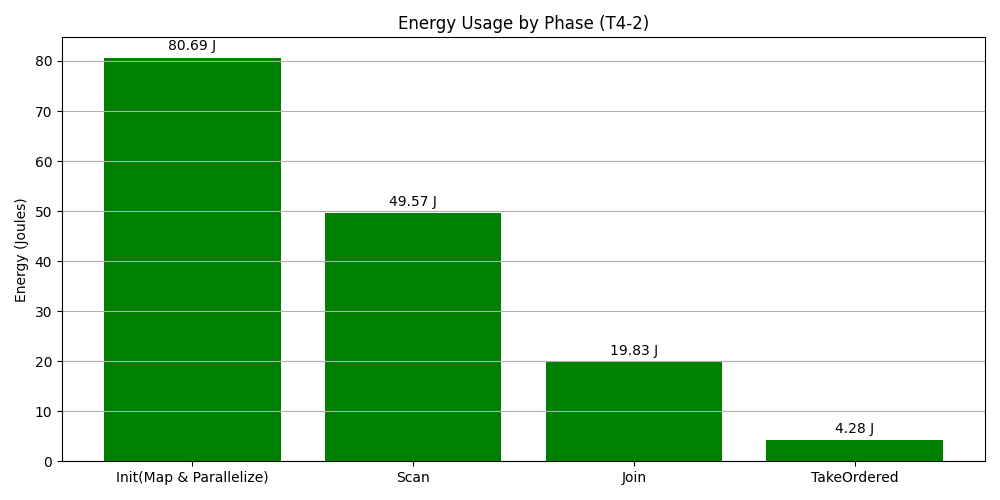 Energy Usage by Phase (T4-2)
80.69 J
49.57 J
19.83 J
4.28 J
Energy (Joules)
80
70
60
50
40
30
20
10
0
Init(Map & Parallelize)
Scan
Join
TakeOrdered